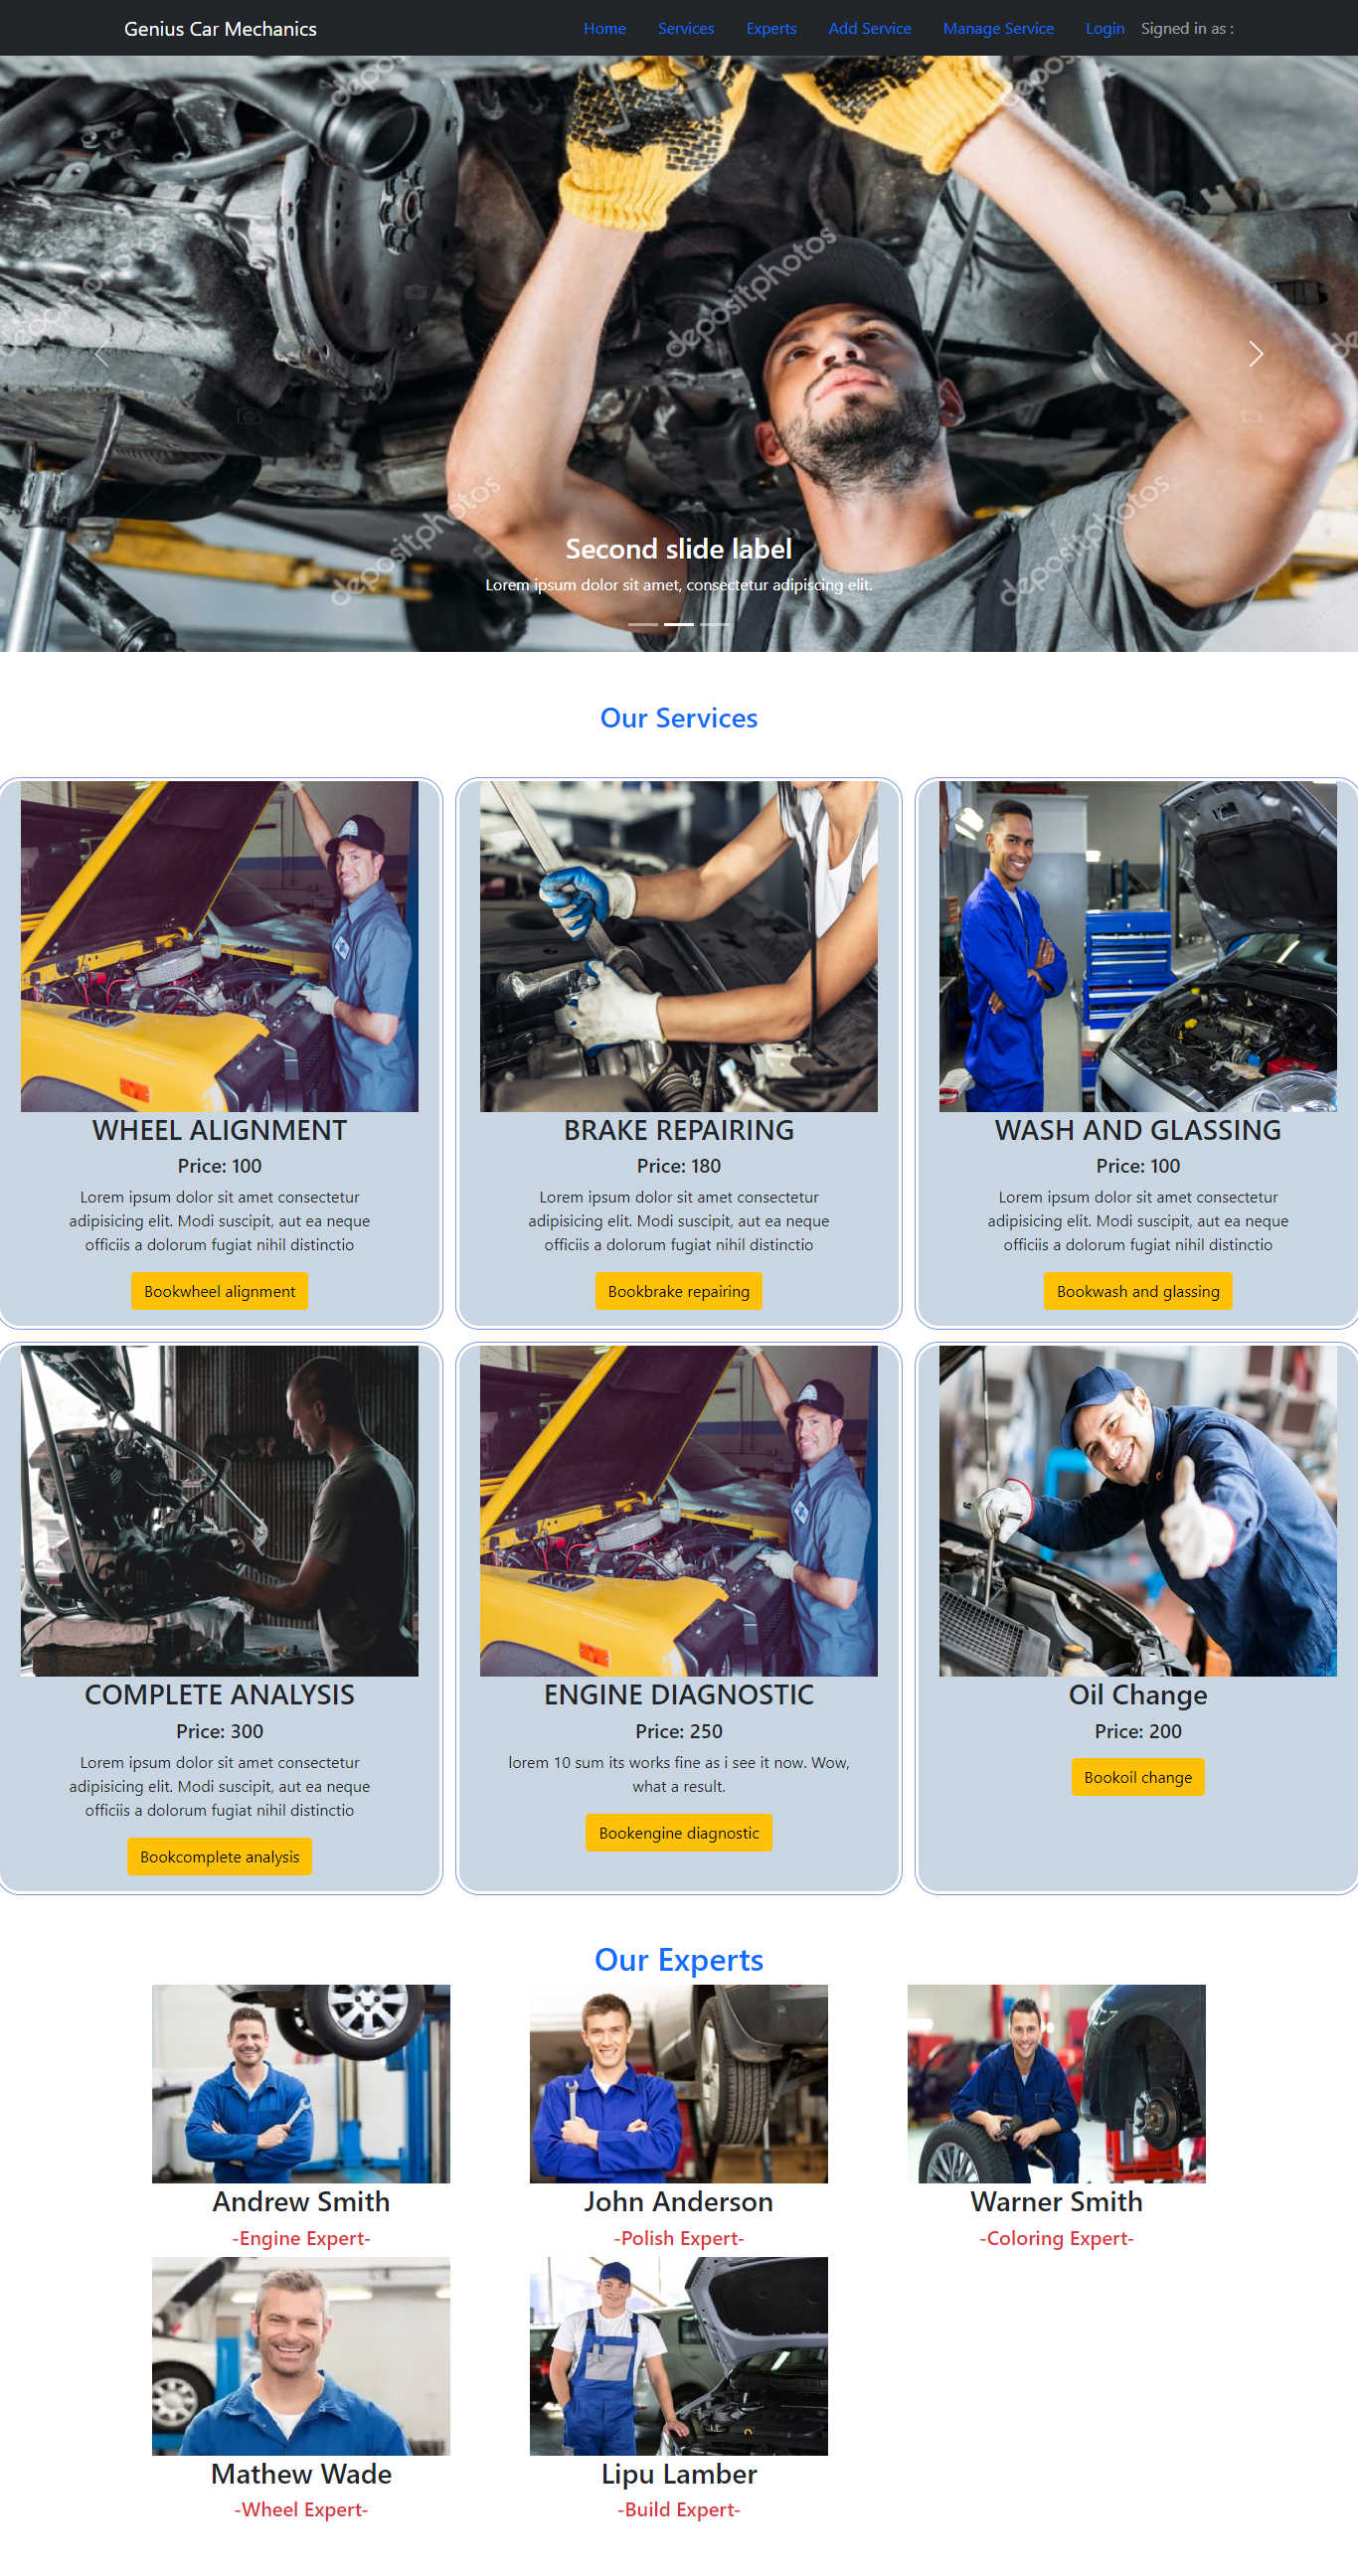 Genius Car Mechanics
Home Services Experts Add Service Manage Service Login Signed in as :
depositphotos
depositphotos
depositphotos
depositphotos
Second slide label
Lorem ipsum dolor sit amet, consectetur adipiscing elit.
Our Services
WHEEL ALIGNMENT
Price: 100
Lorem ipsum dolor sit amet consectetur
adipisicing elit. Modi suscipit, aut ea neque
officiis a dolorum fugiat nihil distinctio
Bookwheel alignment
BRAKE REPAIRING
Price: 180
Lorem ipsum dolor sit amet consectetur
adipisicing elit. Modi suscipit, aut ea neque
officiis a dolorum fugiat nihil distinctio
Bookbrake repairing
WASH AND GLASSING
Price: 100
Lorem ipsum dolor sit amet consectetur
adipisicing elit. Modi suscipit, aut ea neque
officiis a dolorum fugiat nihil distinctio
Bookwash and glassing
COMPLETE ANALYSIS
Price: 300
Lorem ipsum dolor sit amet consectetur
adipisicing elit. Modi suscipit, aut ea neque
officiis a dolorum fugiat nihil distinctio
Bookcomplete analysis
ENGINE DIAGNOSTIC
Price: 250
lorem 10 sum its works fine as i see it now. Wow,
what a result.
Bookengine diagnostic
Oil Change
Price: 200
Bookoil change
Our Experts
Andrew Smith
-Engine Expert-
John Anderson
-Polish Expert-
Warner Smith
-Coloring Expert-
Mathew Wade
-Wheel Expert-
Lipu Lamber
-Build Expert-